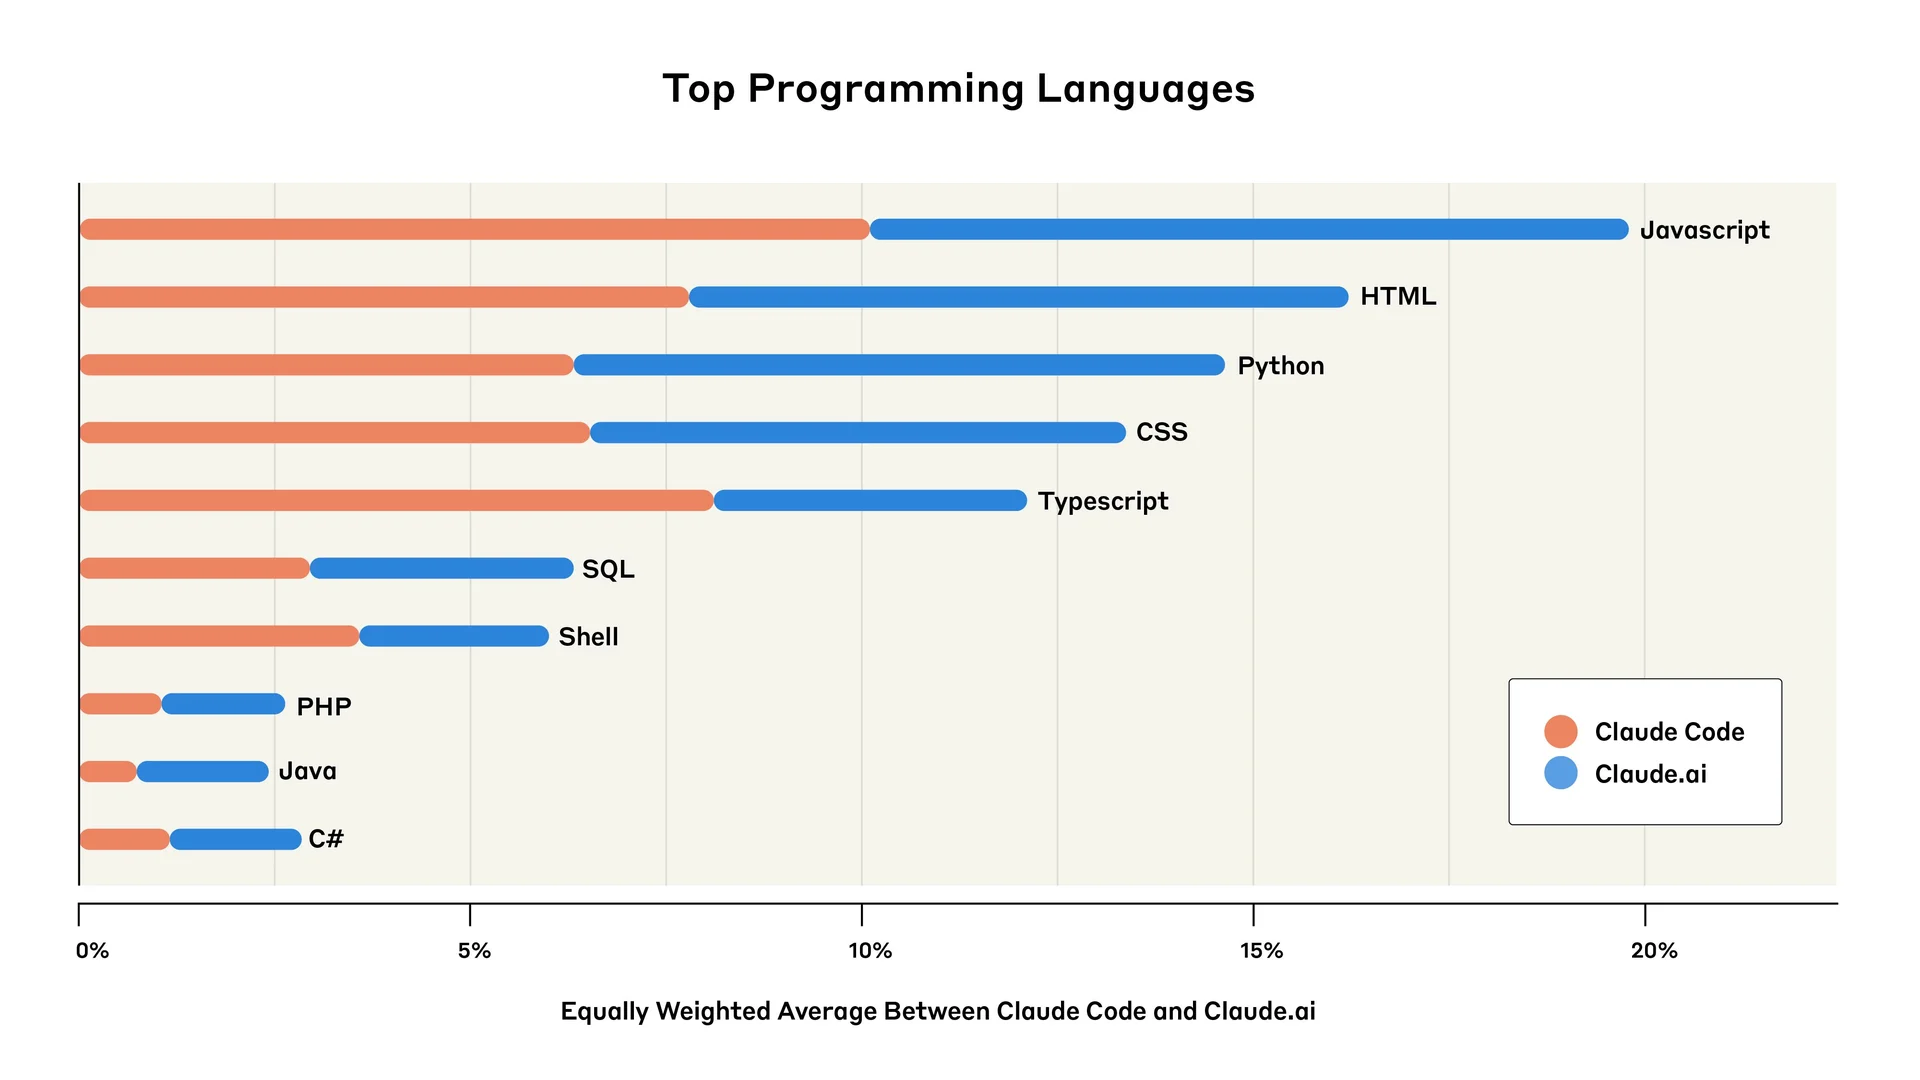 Top Programming Languages
Javascript
HTML
Python
CSS
Typescript
SQL
Shell
PHP
Java
C#
Claude Code
Claude.ai
0% 5% 10% 15% 20%
Equally Weighted Average Between Claude Code and Claude.ai